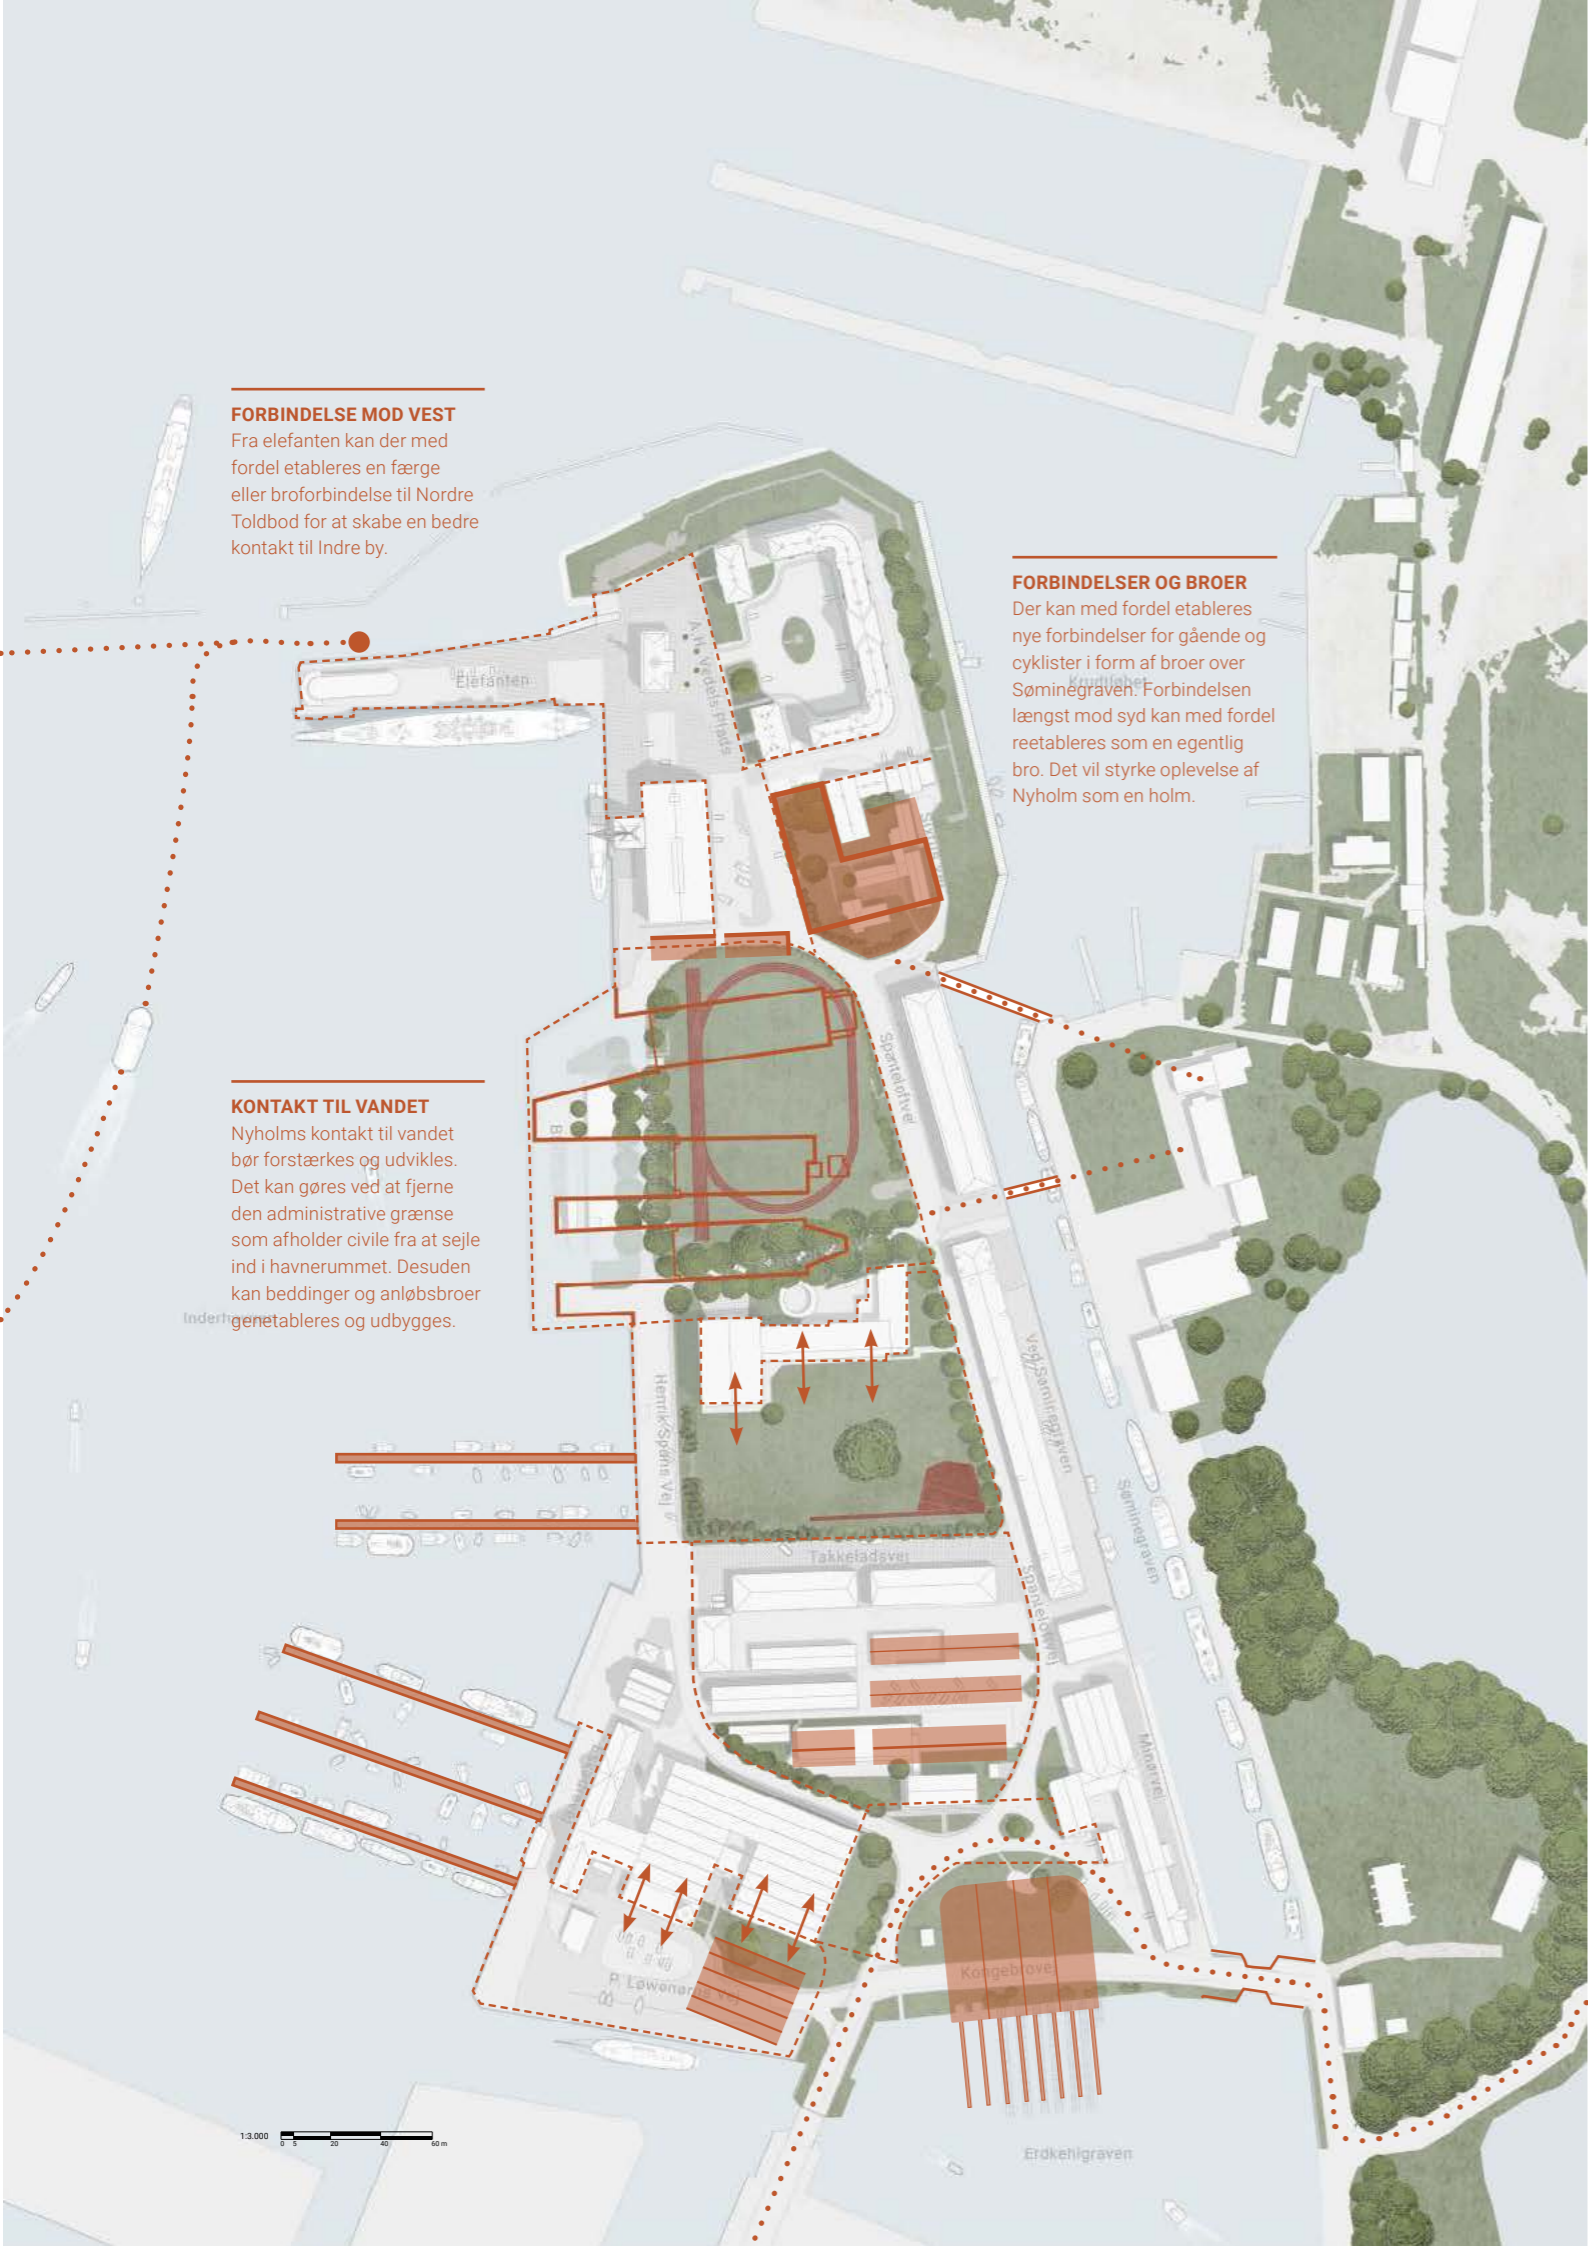 FORBINDELSE MOD VEST
Fra elefanten kan der med
fordel etableres en færge
eller broforbindelse til Nordre
Toldbod for at skabe en bedre
kontakt til Indre by.
FORBINDELSER OG BROER
Der kan med fordel etableres
nye forbindelser for gående og
cyklister i form af broer over
Søminegraven. Forbindelsen
længst mod syd kan med fordel
reetableres som en egentlig
bro. Det vil styrke oplevelse af
Nyholm som en holm.
Krudtløbet
Elefanten
A.H. Vedels Plads
KONTAKT TIL VANDET
Nyholms kontakt til vandet
bør forstærkes og udvikles.
Det kan gøres ved at fjerne
den administrative grænse
som afholder civile fra at sejle
ind i havnerummet. Desuden
kan beddinger og anløbsbroer
genetableres og udbygges.
Spanteloftvej
Henrik Spans Vej
Ved Søminegraven
Søminegraven
Takkeladsvej
Spanteloftvej
Minørvej
P. Løwenørns Vej
Kongebrovej
Erdkehlgraven
1:3.000
0 5 20 40 60 m